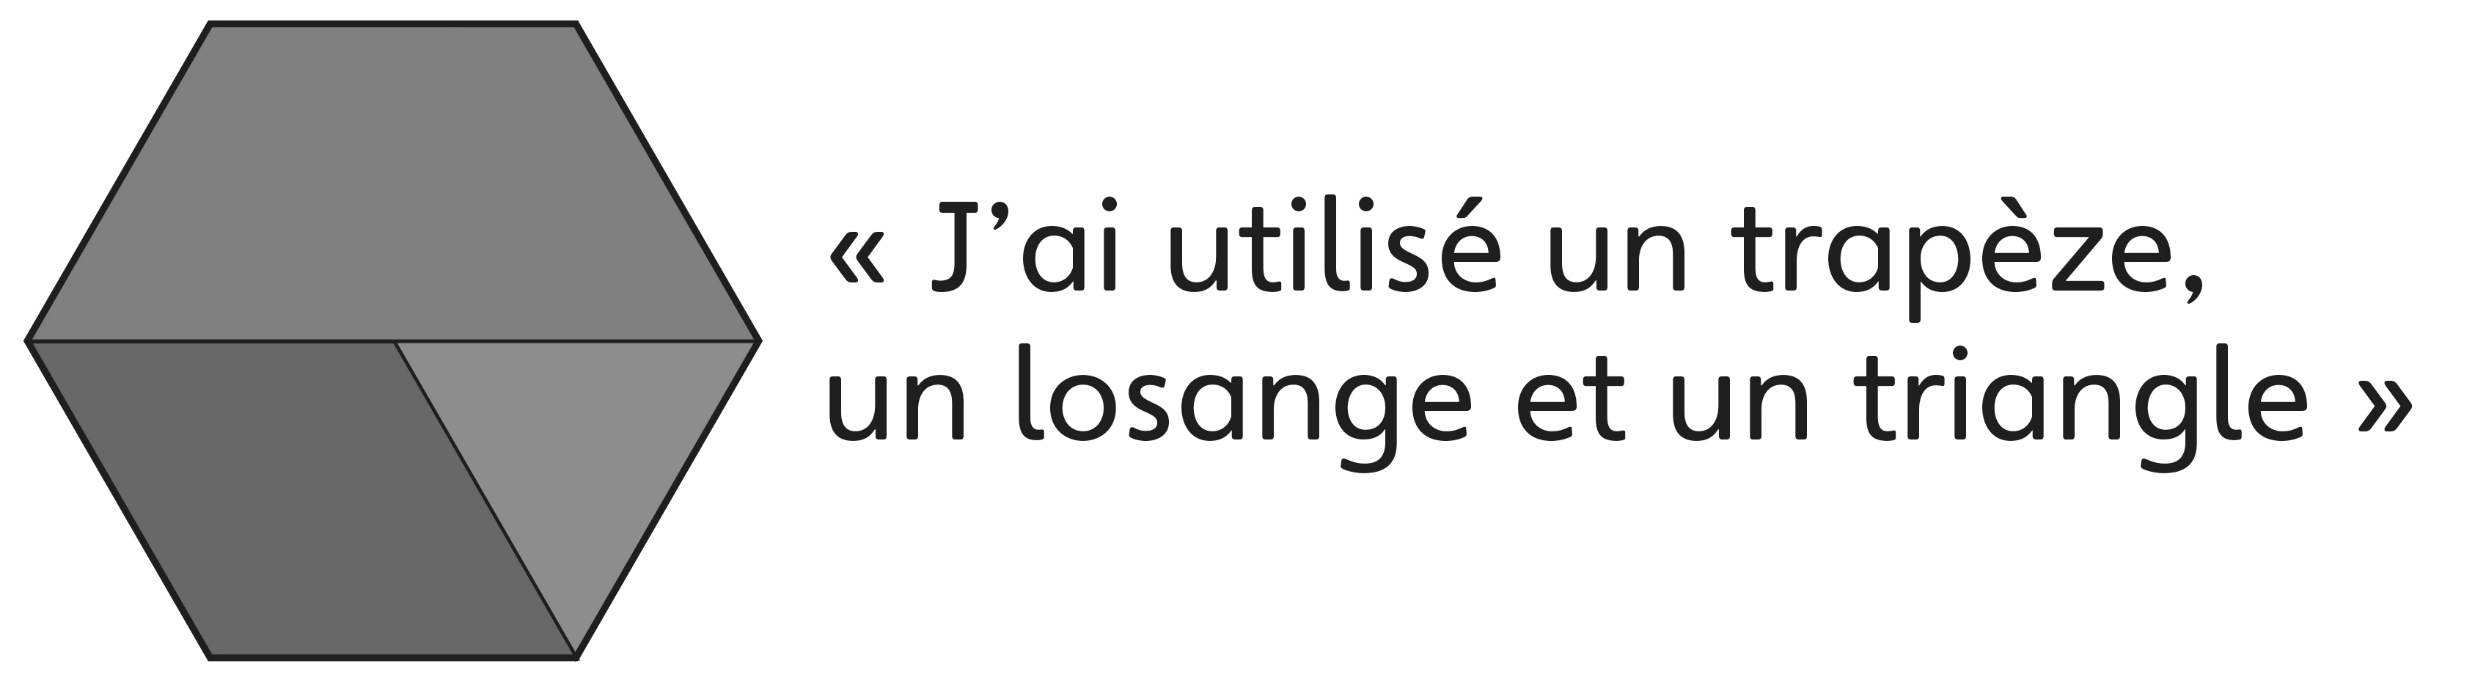 « J’ai utilisé un trapèze,
un losange et un triangle »